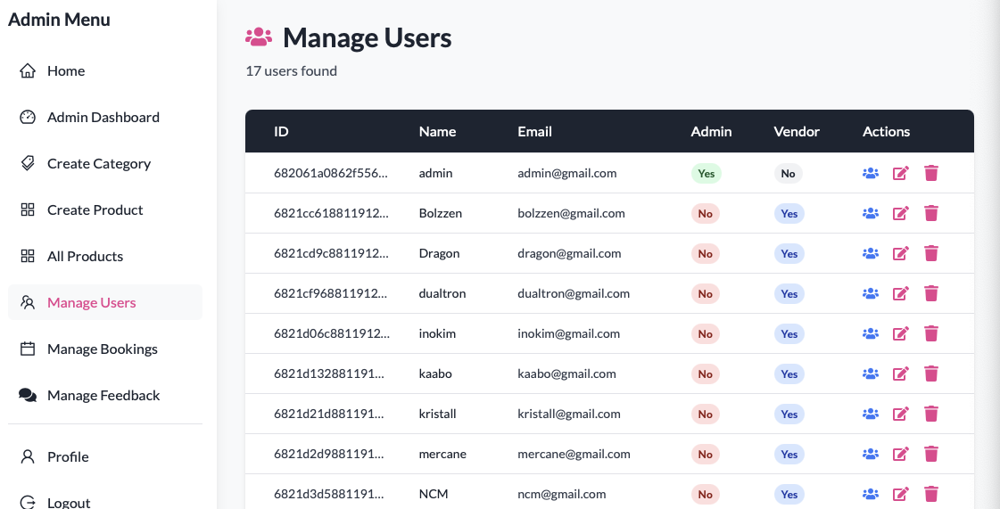 Admin Menu
Home
Admin Dashboard
Create Category
Create Product
All Products
Manage Users
Manage Bookings
Manage Feedback
Profile
Logout
Manage Users
17 users found
ID Name Email Admin Vendor Actions
682061a0862f556... admin admin@gmail.com Yes No
6821cc618811912... Bolzzen bolzzen@gmail.com No Yes
6821cd9c8811912... Dragon dragon@gmail.com No Yes
6821cf968811912... dualtron dualtron@gmail.com No Yes
6821d06c8811912... inokim inokim@gmail.com No Yes
6821d132881191... kaabo kaabo@gmail.com No Yes
6821d21d881191... kristall kristall@gmail.com No Yes
6821d2d9881191... mercane mercane@gmail.com No Yes
6821d3d5881191... NCM ncm@gmail.com No Yes